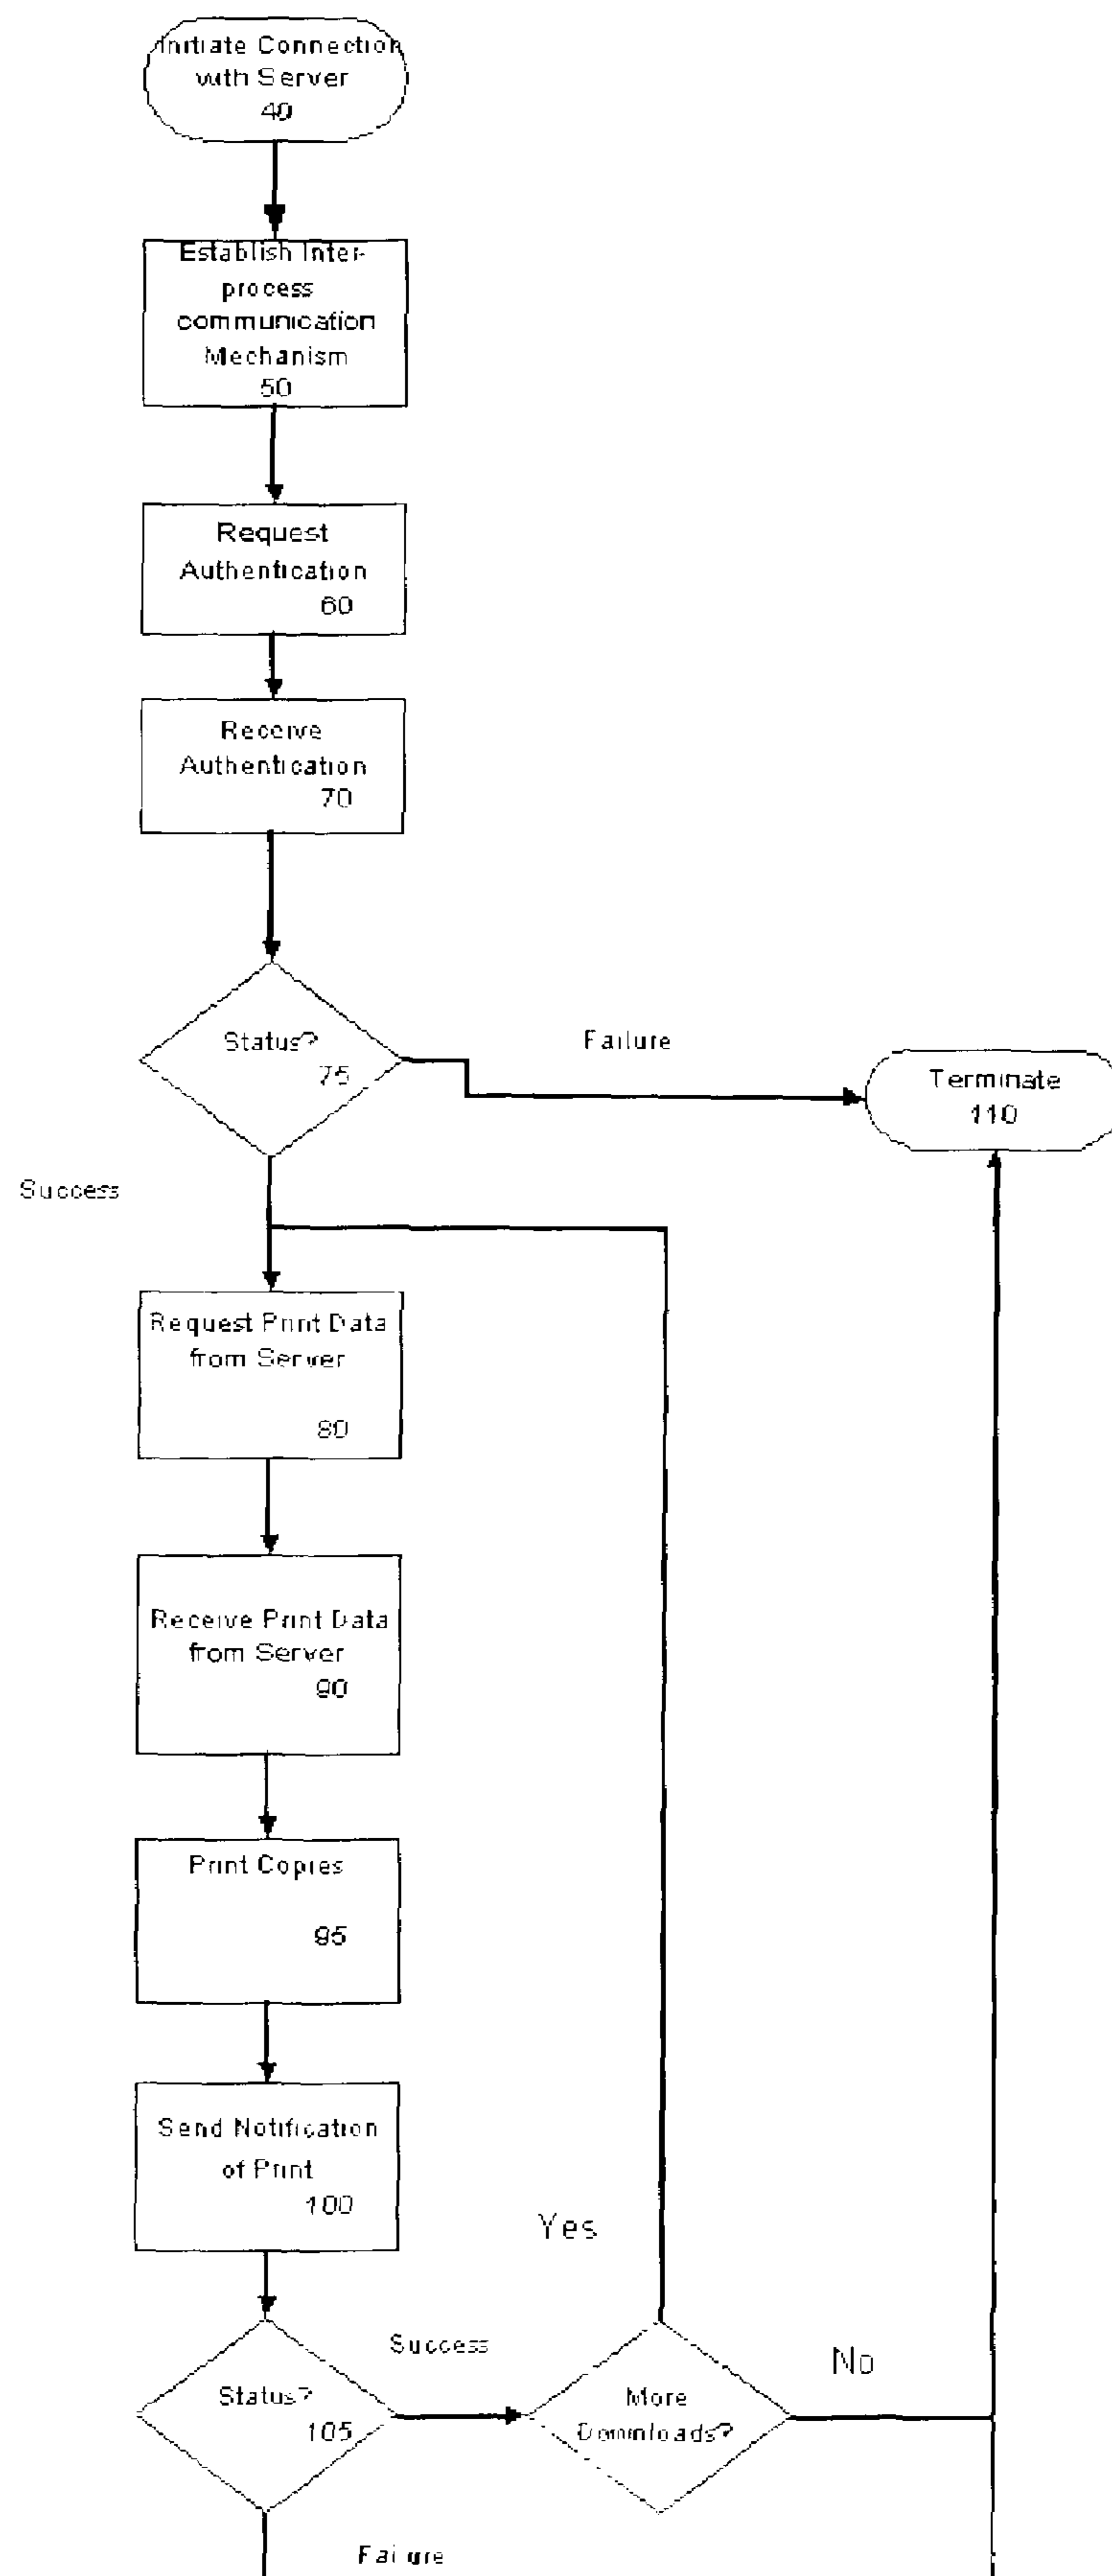 Initiate Connection
with Server
40
Establish Inter-
process
communication
Mechanism
50
Request
Authentication
60
Receive
Authentication
70
Status?
75
Failure
Terminate
110
Success
Request Print Data
from Server
80
Receive Print Data
from Server
90
Print Copies
95
Send Notification
of Print
100
Yes
Status?
105
Success
More
Downloads?
No
Failure